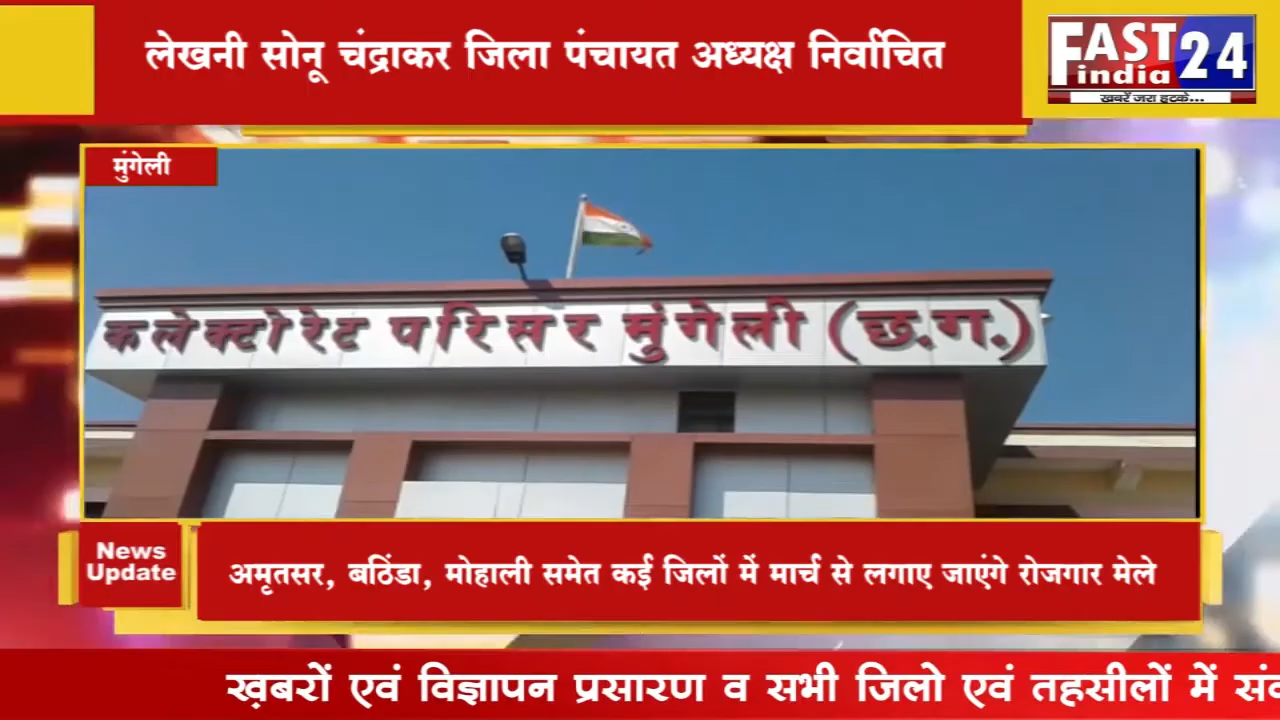 लेखनी सोनू चंद्राकर जिला पंचायत अध्यक्ष निर्वाचित
FAST india 24
ख़बरें जरा हटके...
मुंगेली
कलेक्टोरेट परिसर मुंगेली (छ.ग.)
News Update
अमृतसर, बठिंडा, मोहाली समेत कई जिलों में मार्च से लगाए जाएंगे रोजगार मेले
ख़बरों एवं विज्ञापन प्रसारण व सभी जिलो एवं तहसीलों में